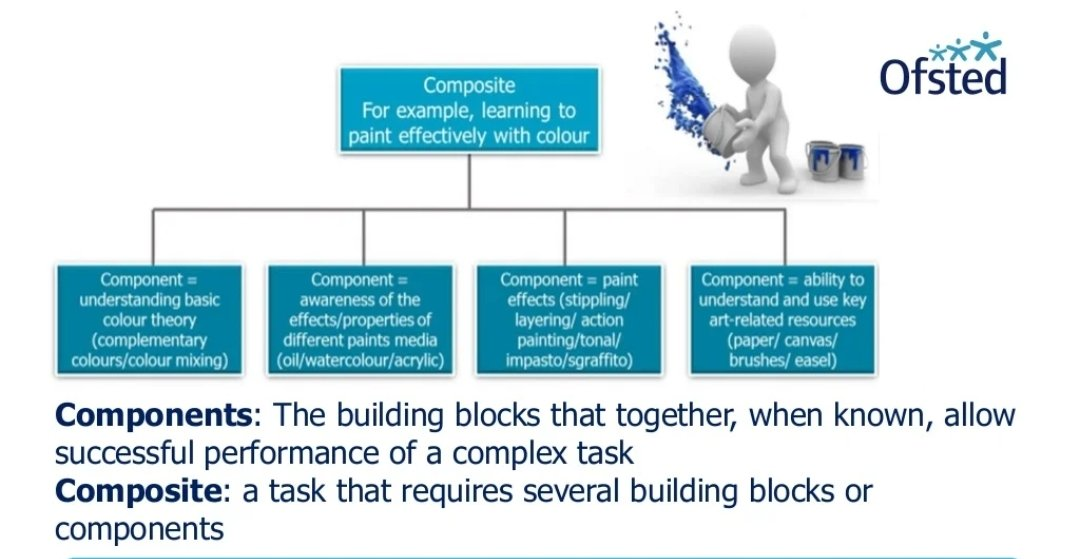 Composite
For example, learning to
paint effectively with colour
Ofsted
Component =
understanding basic
colour theory
(complementary
colours/colour mixing)
Component =
awareness of the
effects/properties of
different paints media
(oil/watercolour/acrylic)
Component = paint
effects (stippling/
layering/ action
painting/tonal/
impasto/sgraffito)
Component = ability to
understand and use key
art-related resources
(paper/ canvas/
brushes/ easel)
Components: The building blocks that together, when known, allow
successful performance of a complex task
Composite: a task that requires several building blocks or
components